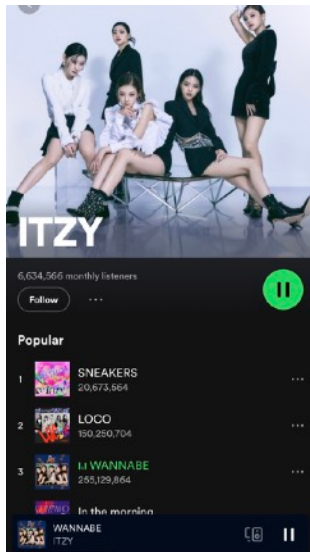 ITZY
6,634,566 monthly listeners
Follow
Popular
1 SNEAKERS
20,673,564
2 LOCO
150,250,704
3 WANNABE
255,129,864
In the morning
WANNABE
ITZY